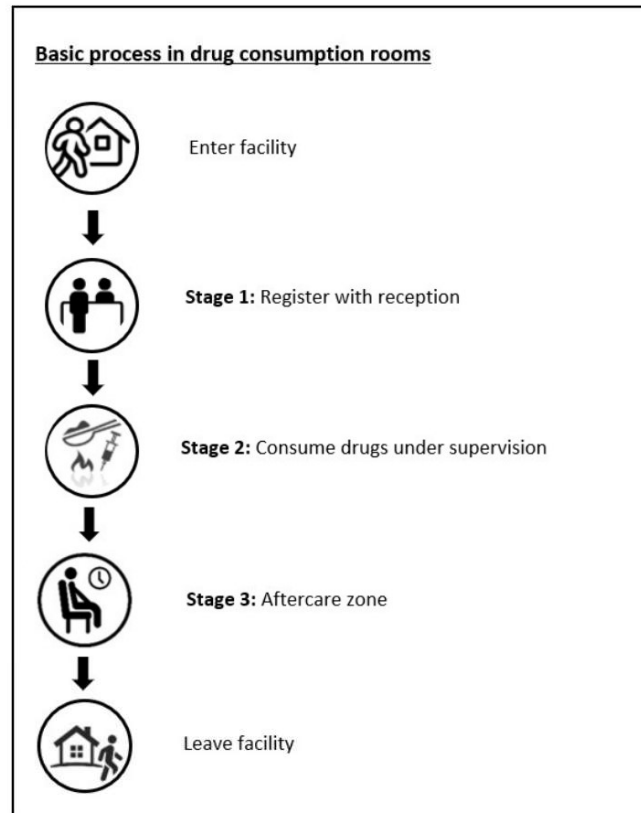 Basic process in drug consumption rooms
Enter facility
Stage 1: Register with reception
Stage 2: Consume drugs under supervision
Stage 3: Aftercare zone
Leave facility